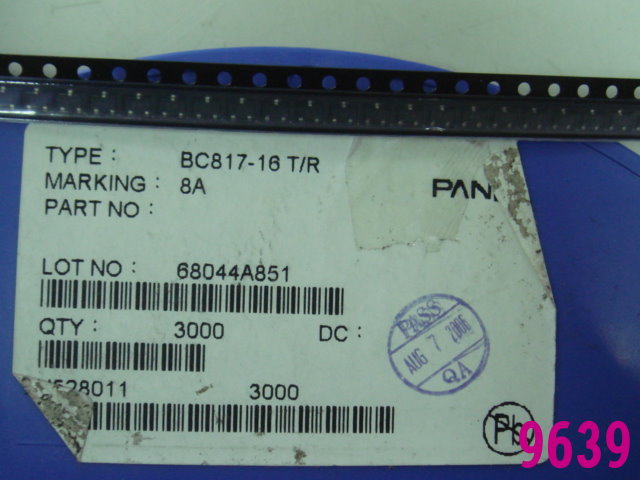 TYPE : BC817-16 T/R
MARKING : 8A
PAN
PART NO :
LOT NO : 68044A851
QTY : 3000 DC :
PASS
AUG 7 2006
QA
528011 3000
Pb
9639